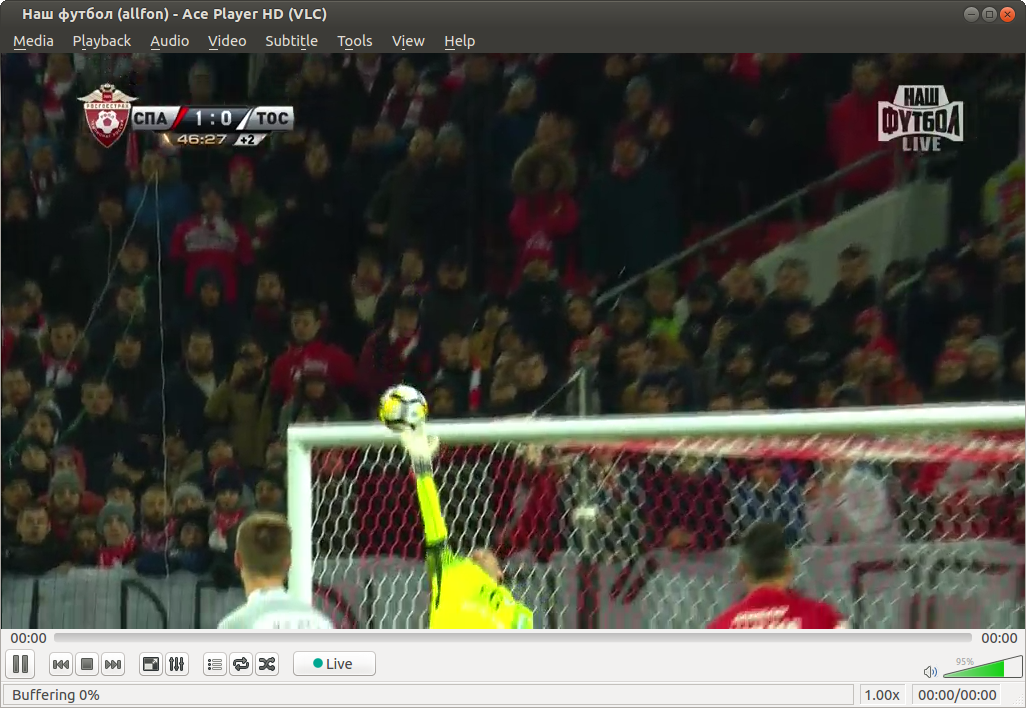 Наш футбол (allfon) - Ace Player HD (VLC)
Media Playback Audio Video Subtitle Tools View Help
РОСГОССТРАХ
СПА 1:0 ТОС
46:27 +2
НАШ
ФУТБОЛ
LIVE
00:00 00:00
Live 95%
Buffering 0% 1.00x 00:00/00:00